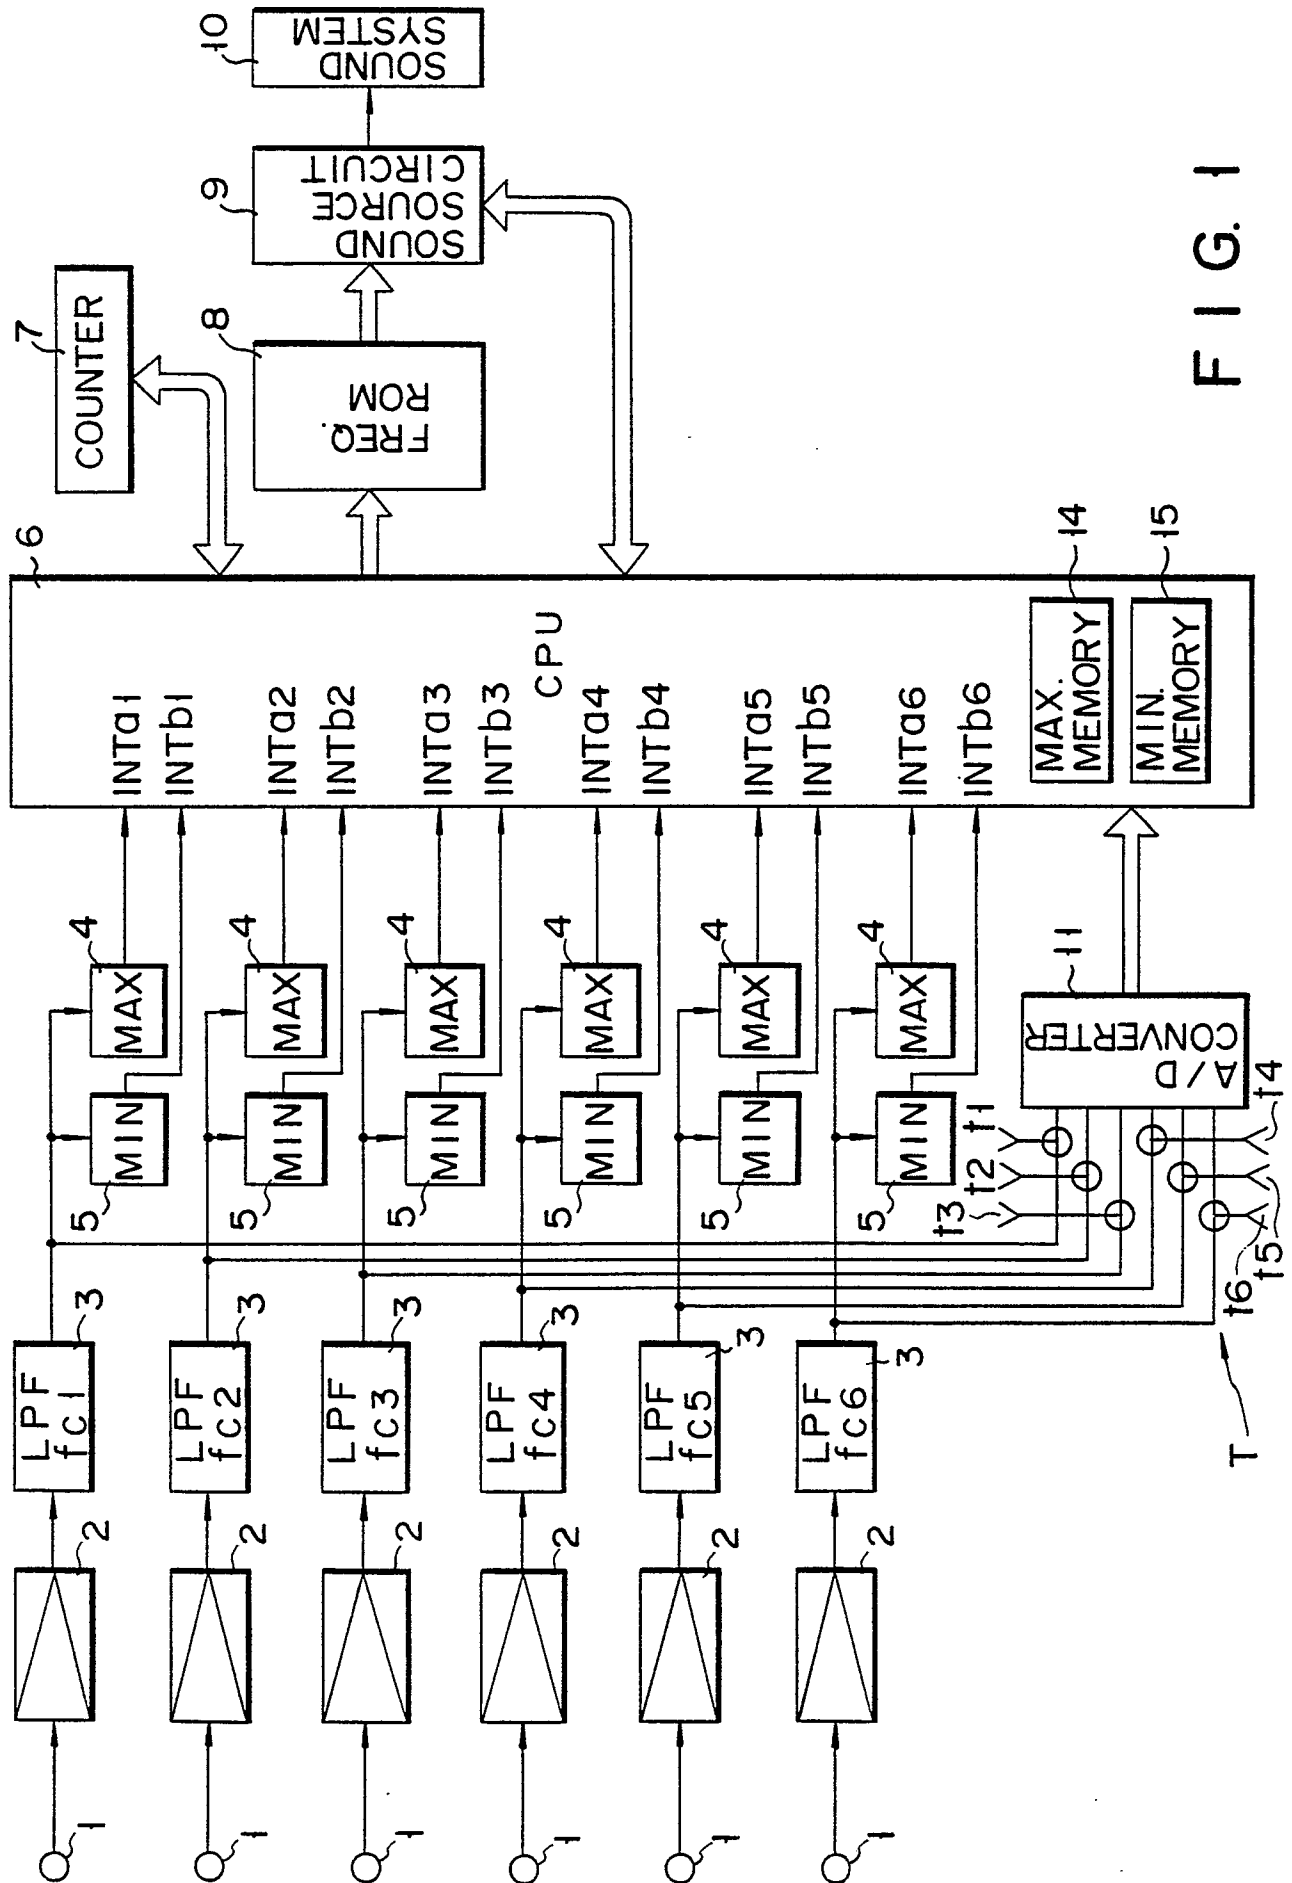 1
2
LPF
fc1
3
5
MIN
MAX
4
INTa1
INTb1
1
2
LPF
fc2
3
5
MIN
MAX
4
INTa2
INTb2
1
2
LPF
fc3
3
5
MIN
MAX
4
INTa3
INTb3
1
2
LPF
fc4
3
5
MIN
MAX
4
INTa4
INTb4
1
2
LPF
fc5
3
5
MIN
MAX
4
INTa5
INTb5
1
2
LPF
fc6
3
5
MIN
MAX
4
INTa6
INTb6
CPU
6
MAX.
MEMORY
14
MIN.
MEMORY
15
7
COUNTER
8
FREQ.
ROM
9
SOUND
SOURCE
CIRCUIT
10
SOUND
SYSTEM
t3
t2
t1
A/D
CONVERTER
11
t6
t5
t4
T
FIG. 1